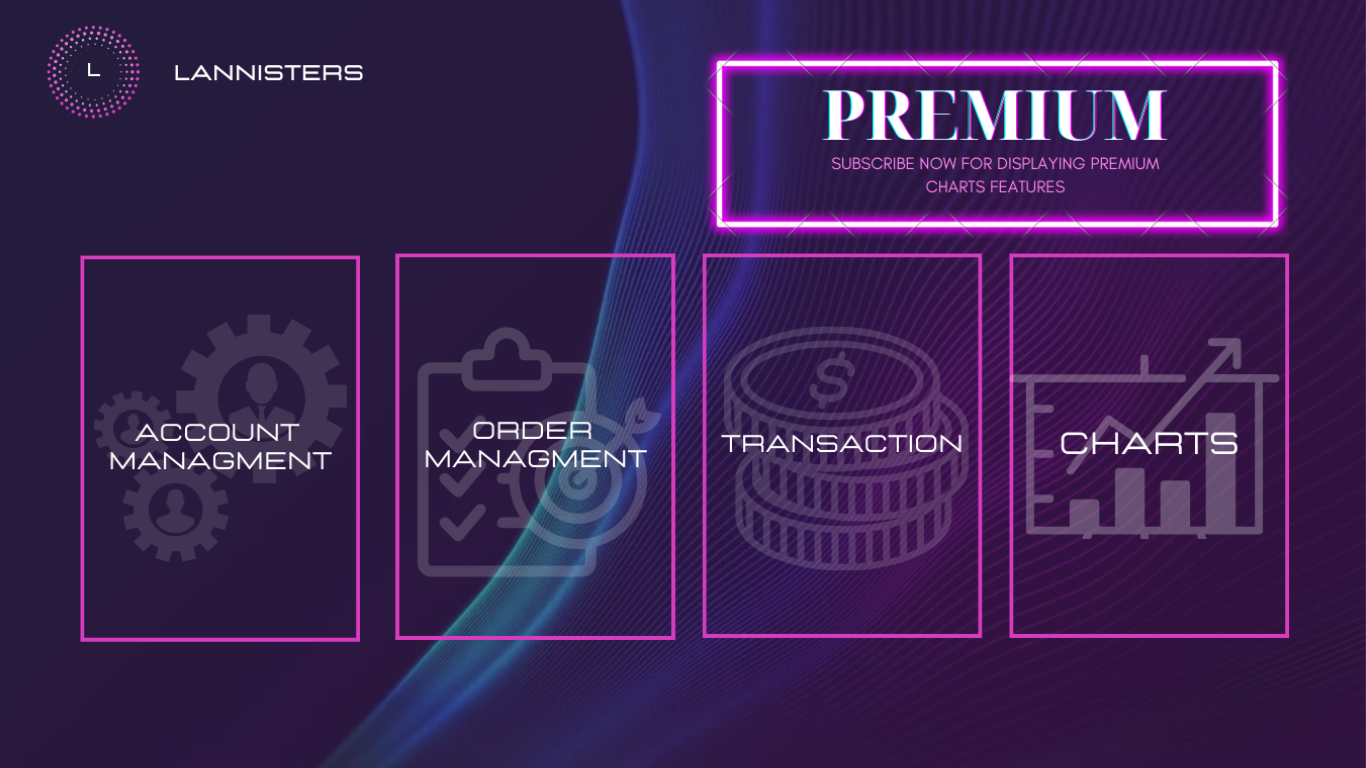 L
LANNISTERS
PREMIUM
SUBSCRIBE NOW FOR DISPLAYING PREMIUM
CHARTS FEATURES
ACCOUNT
MANAGMENT
ORDER
MANAGMENT
$
TRANSACTION
CHARTS